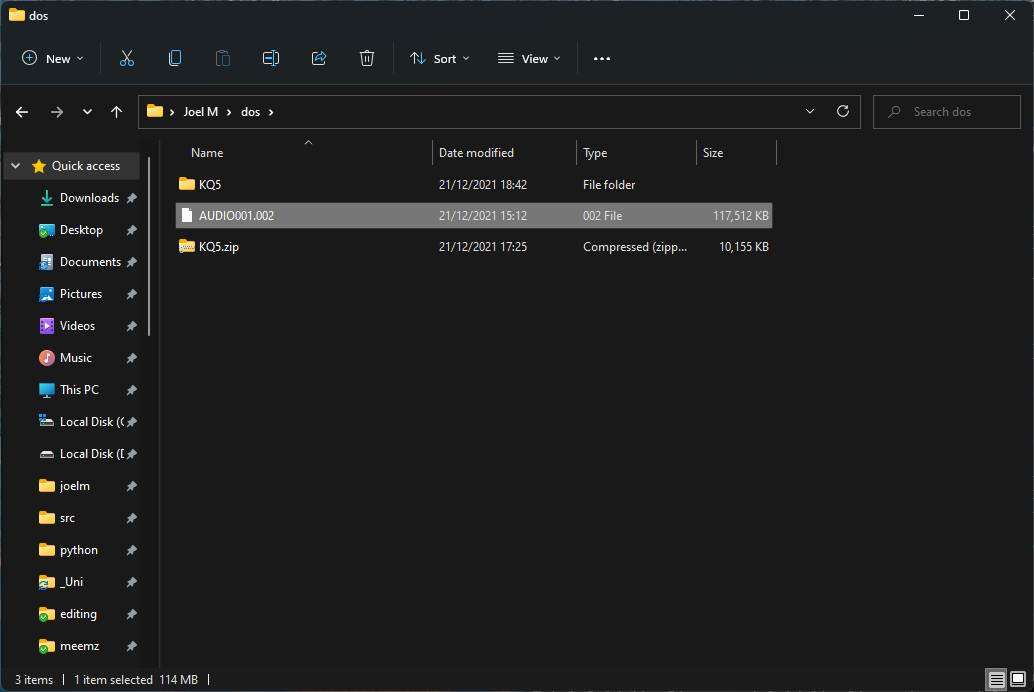 dos
New
Sort
View
Joel M > dos >
Search dos
Name Date modified Type Size
KQ5 21/12/2021 18:42 File folder
AUDIO001.002 21/12/2021 15:12 002 File 117,512 KB
KQ5.zip 21/12/2021 17:25 Compressed (zipp... 10,155 KB
Quick access
Downloads
Desktop
Documents
Pictures
Videos
Music
This PC
Local Disk (C
Local Disk (D
joelm
src
python
_Uni
editing
meemz
3 items | 1 item selected 114 MB |